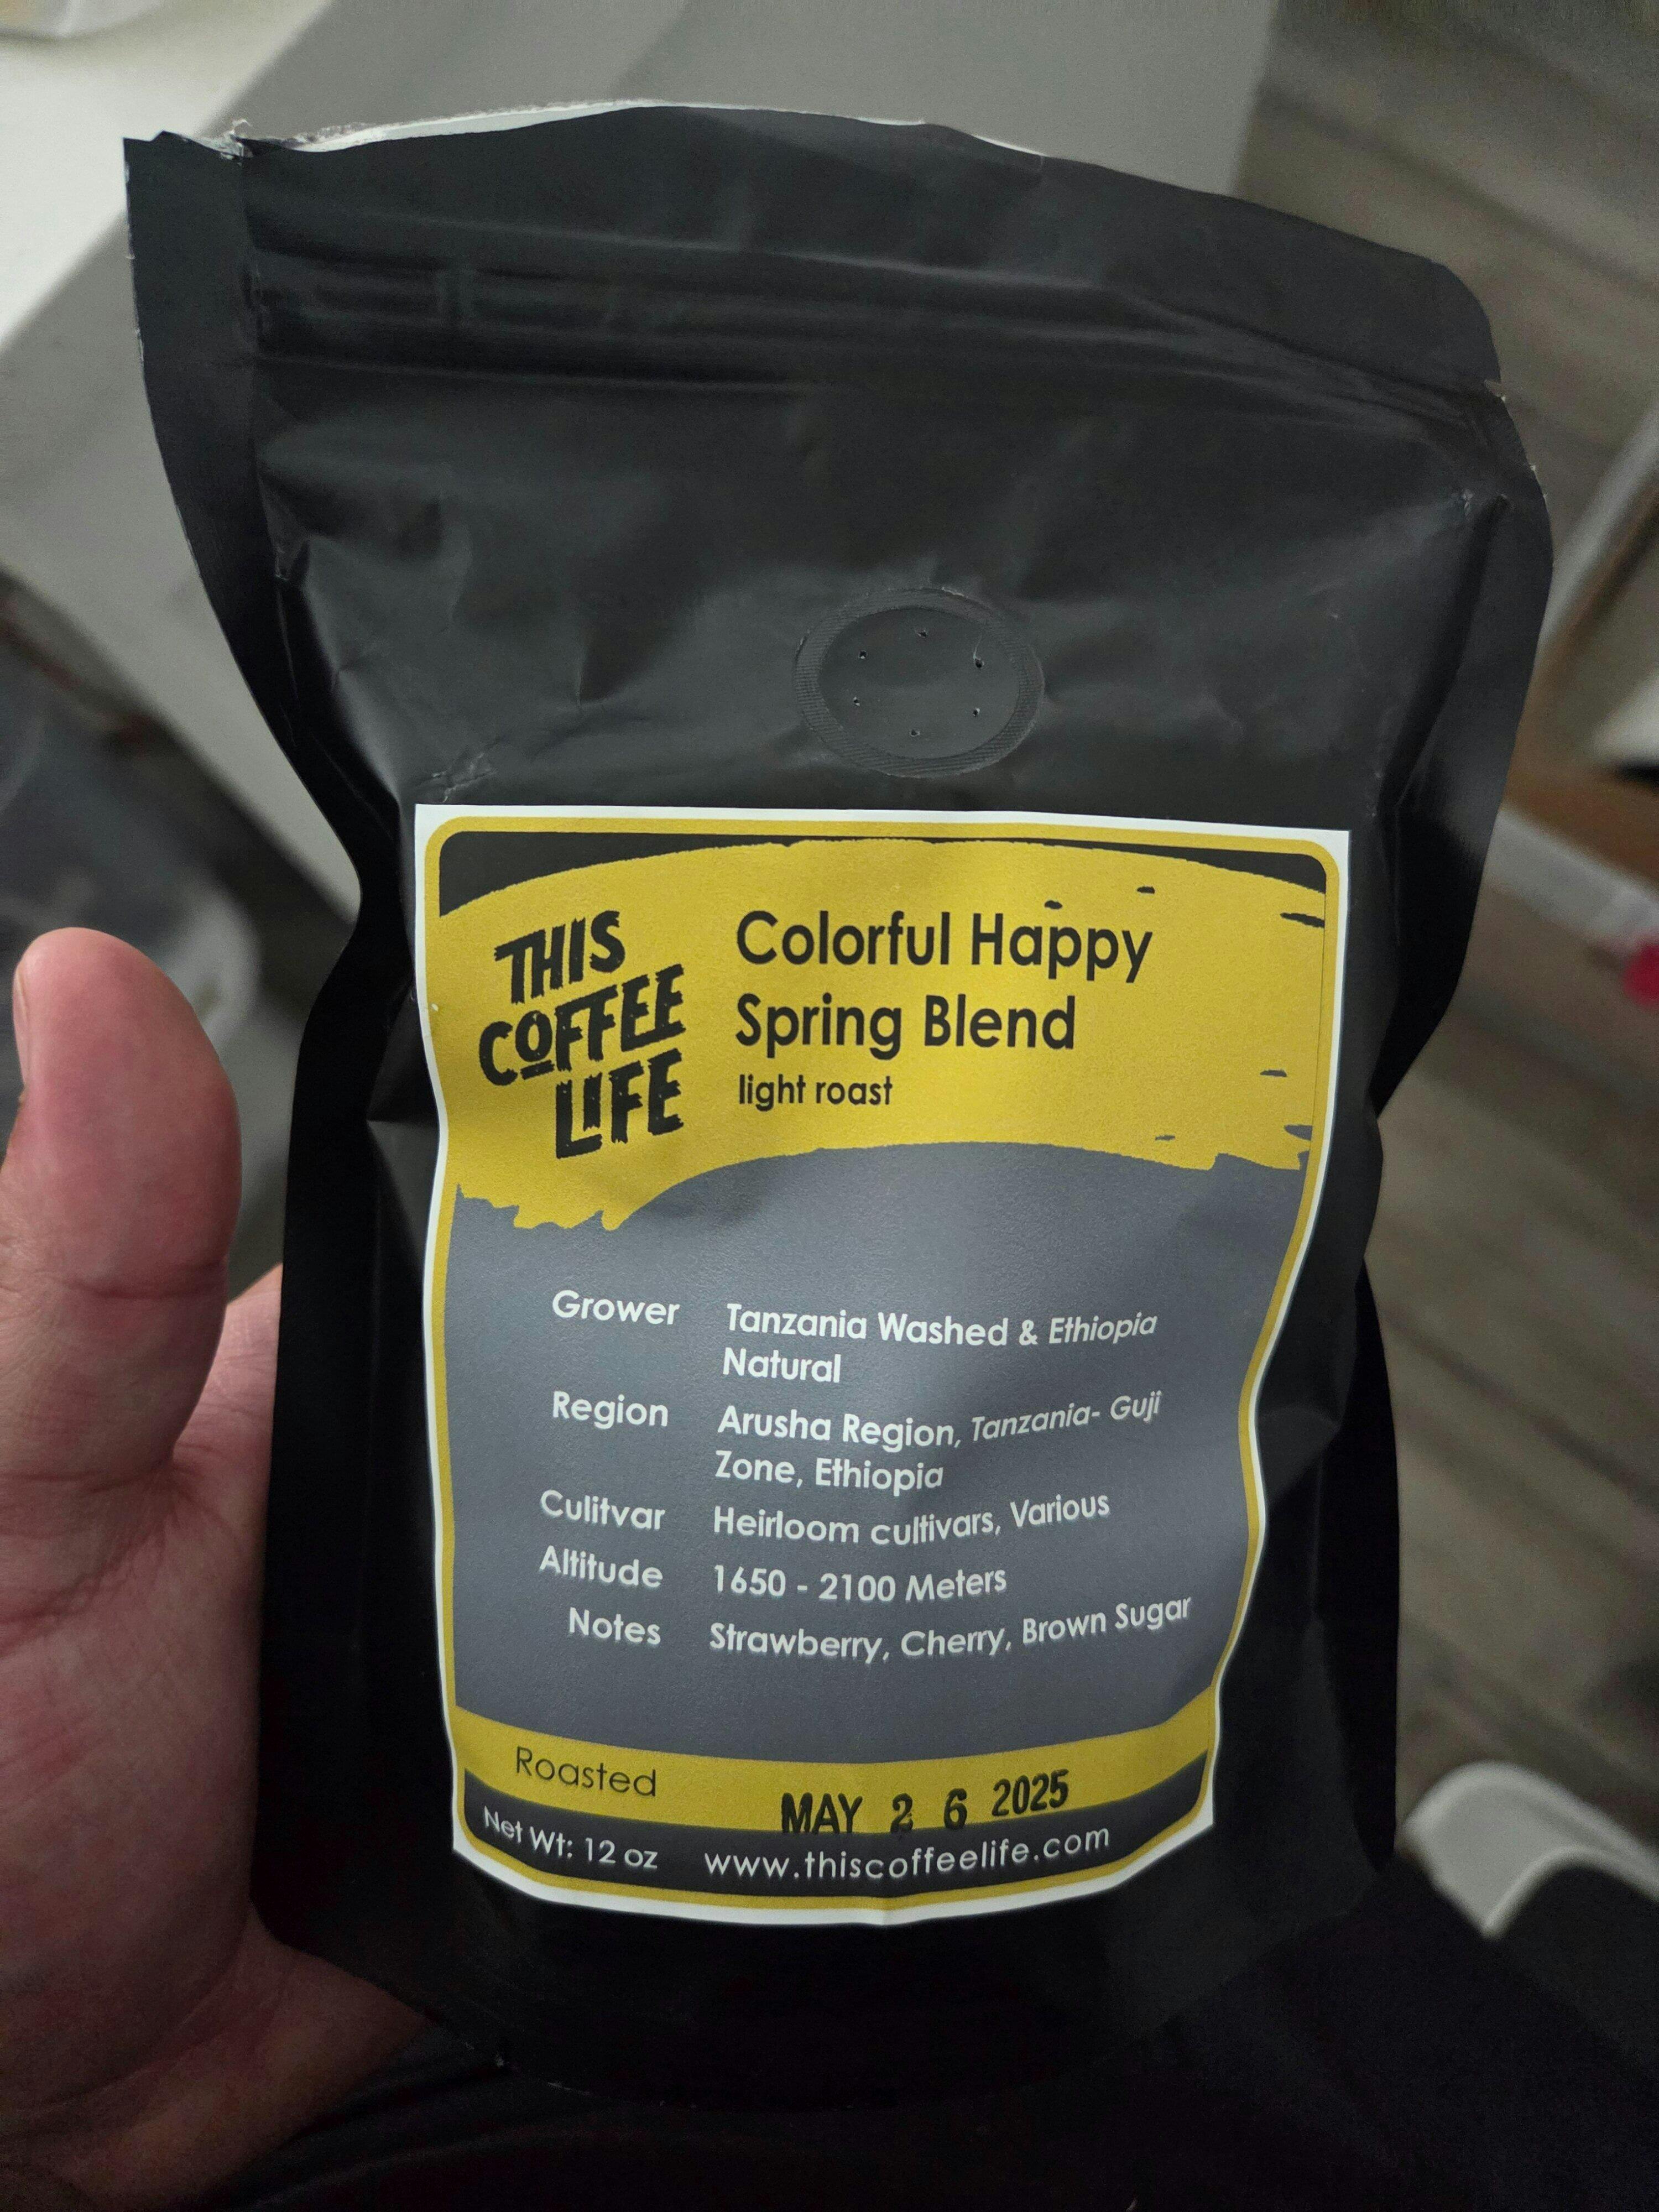 THIS
COFFEE
LIFE
Colorful Happy
Spring Blend
light roast
Grower Tanzania Washed & Ethiopia
Natural
Region Arusha Region, Tanzania- Guji
Zone, Ethiopia
Culitvar Heirloom cultivars, Various
Altitude 1650 - 2100 Meters
Notes Strawberry, Cherry, Brown Sugar
Roasted MAY 2 6 2025
Net Wt: 12 oz www.thiscoffeelife.com